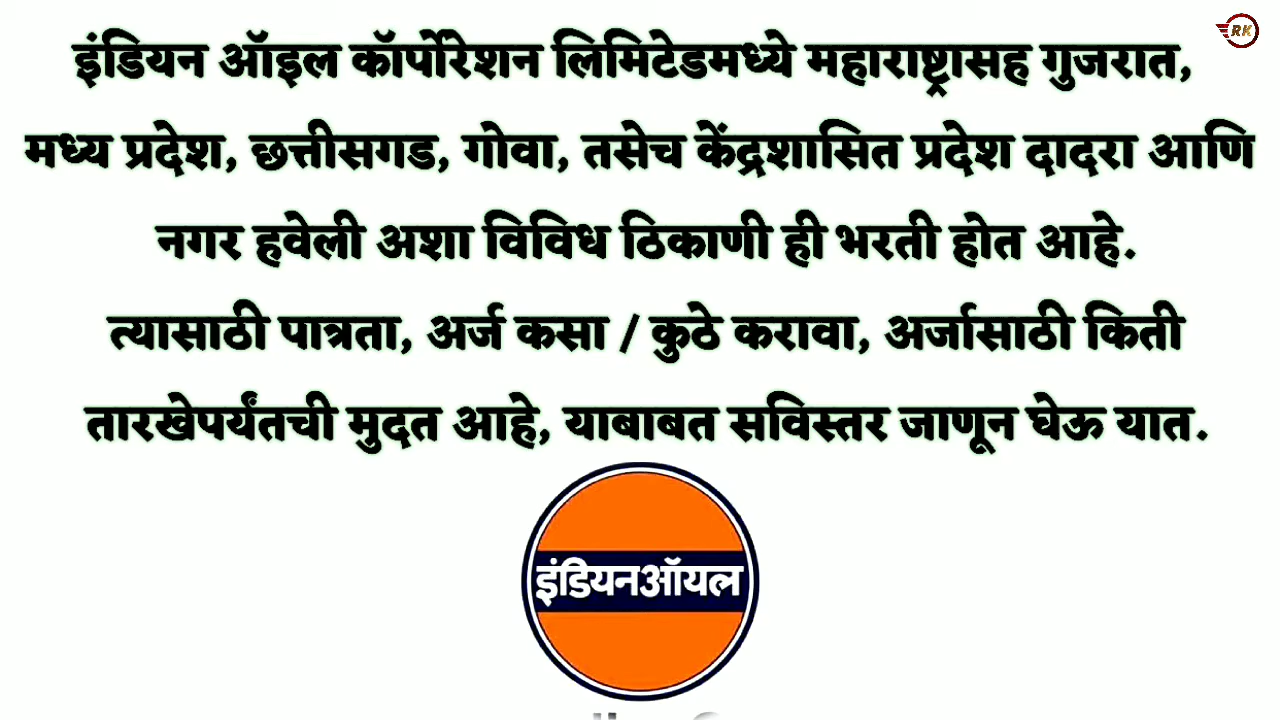 RK
इंडियन ऑइल कॉर्पोरेशन लिमिटेडमध्ये महाराष्ट्रासह गुजरात,
मध्य प्रदेश, छत्तीसगड, गोवा, तसेच केंद्रशासित प्रदेश दादरा आणि
नगर हवेली अशा विविध ठिकाणी ही भरती होत आहे.
त्यासाठी पात्रता, अर्ज कसा / कुठे करावा, अर्जासाठी किती
तारखेपर्यंतची मुदत आहे, याबाबत सविस्तर जाणून घेऊ यात.
इंडियनऑयल